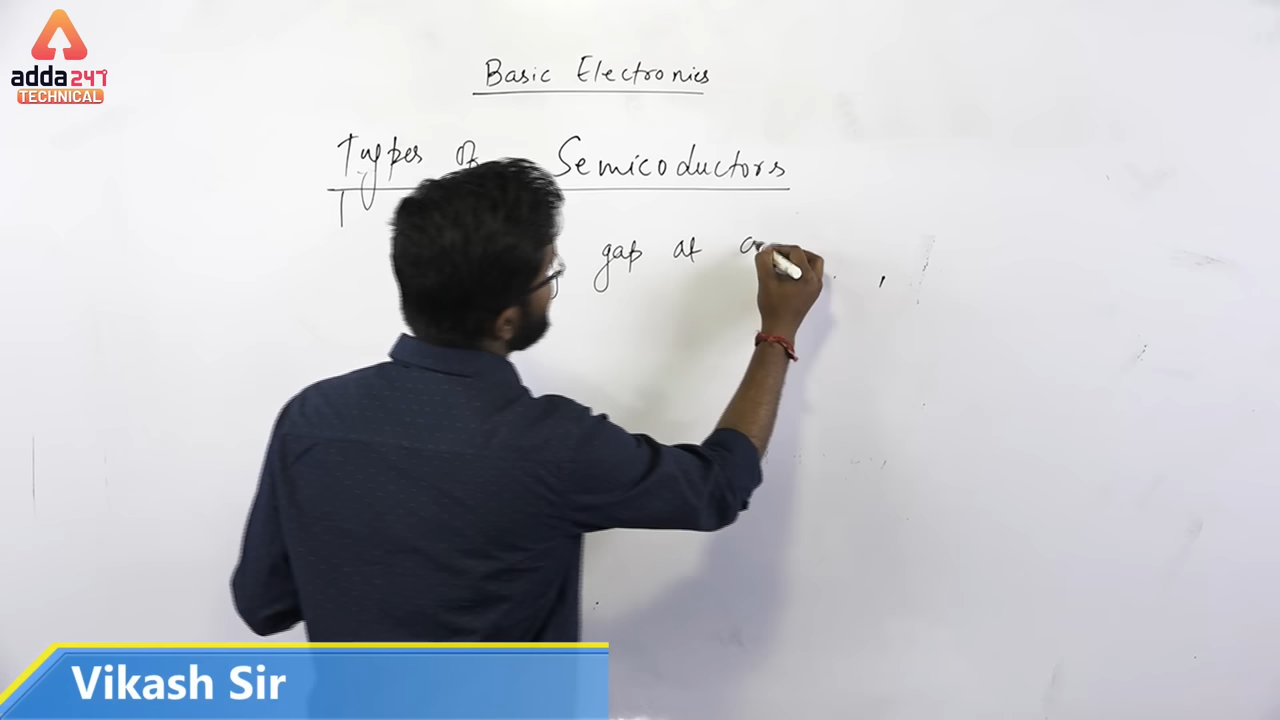 adda247
TECHNICAL
Basic Electronics
Types of Semicoductors
gap at
Vikash Sir